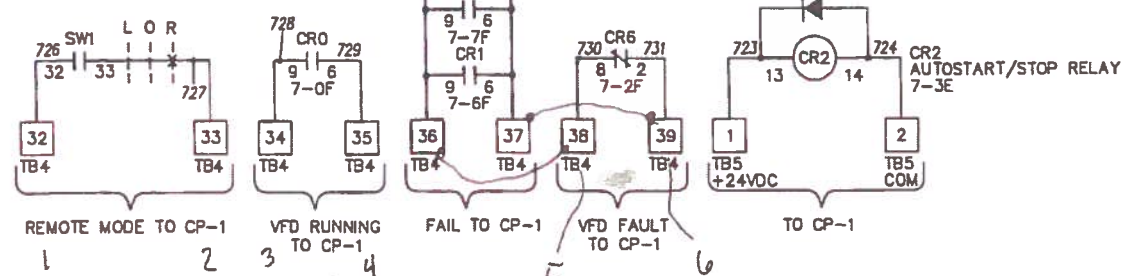 9 6
7-7F
CR1
9 6
7-6F
726 SW1 L O R
32 33
727
728
CR0 729
9 6
7-0F
730 CR6 731
8 1 2
7-2F
723 CR2 724
13 14
CR2
AUTOSTART/STOP RELAY
7-3E
32 33 34 35 36 37 38 39 1 2
TB4 TB4 TB4 TB4 TB4 TB4 TB4 TB4 TB5 TB5
+24VDC COM
REMOTE MODE TO CP-1
VFD RUNNING
TO CP-1
FAIL TO CP-1
VFD FAULT
TO CP-1
TO CP-1
1 2 3 4 5 6